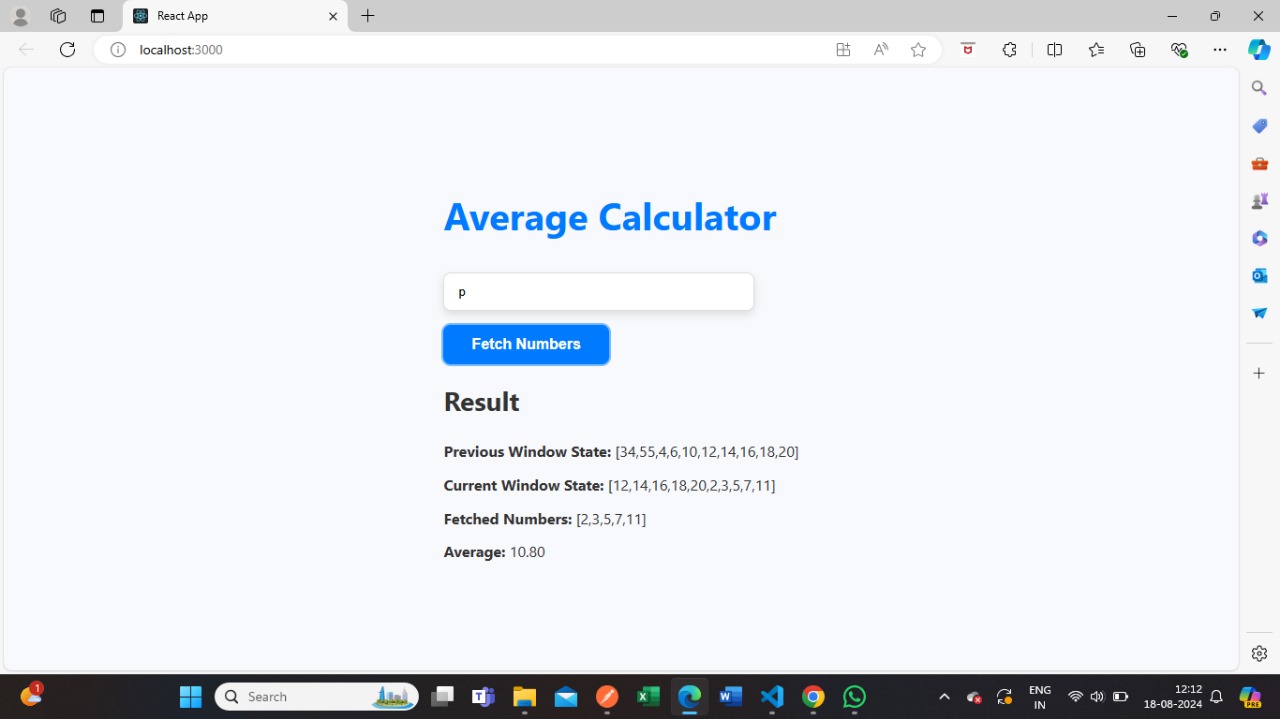 React App
localhost:3000
Average Calculator
p
Fetch Numbers
Result
Previous Window State: [34,55,4,6,10,12,14,16,18,20]
Current Window State: [12,14,16,18,20,2,3,5,7,11]
Fetched Numbers: [2,3,5,7,11]
Average: 10.80
1
Search
ENG
IN
12:12
18-08-2024
PRE